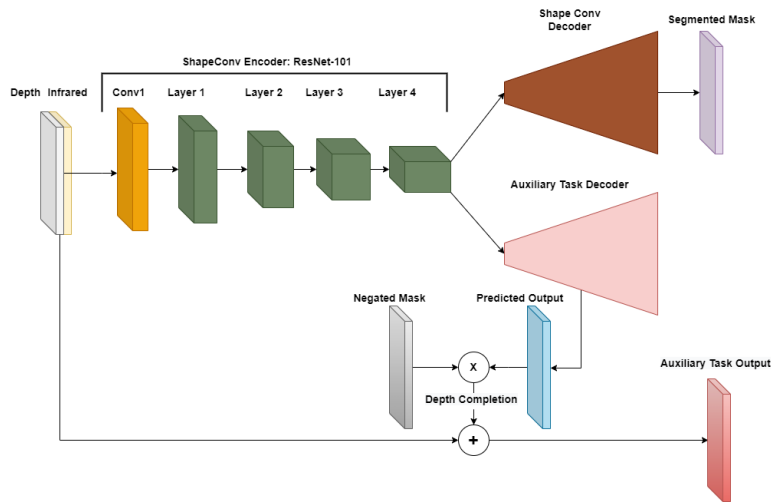 Shape Conv
Decoder
Segmented Mask
ShapeConv Encoder: ResNet-101
Depth Infrared
Conv1
Layer 1
Layer 2
Layer 3
Layer 4
Auxiliary Task Decoder
Negated Mask
Predicted Output
X
Auxiliary Task Output
Depth Completion
+